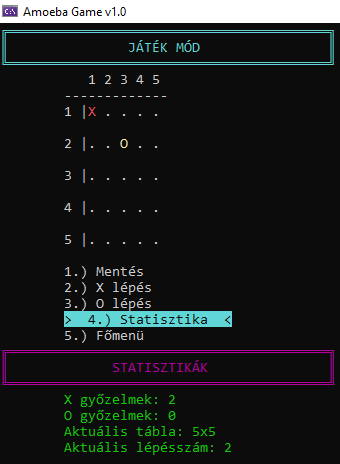 Amoeba Game v1.0
JÁTÉK MÓD
1 2 3 4 5
-------------
1 |X . . . .
2 |. . O . .
3 |. . . . .
4 |. . . . .
5 |. . . . .
1.) Mentés
2.) X lépés
3.) O lépés
> 4.) Statisztika <
5.) Főmenü
STATISZTIKÁK
X győzelmek: 2
O győzelmek: 0
Aktuális tábla: 5x5
Aktuális lépésszám: 2